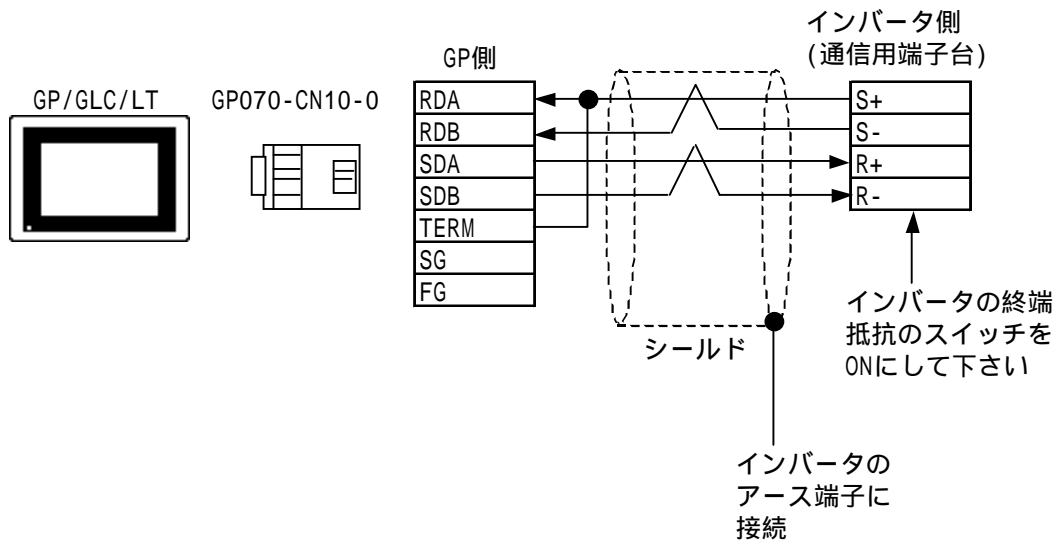 インバータ側
(通信用端子台)
GP側
GP/GLC/LT
GP070-CN10-0
RDA
RDB
SDA
SDB
TERM
SG
FG
S+
S-
R+
R-
シールド
インバータの終端
抵抗のスイッチを
ONにして下さい
インバータの
アース端子に
接続